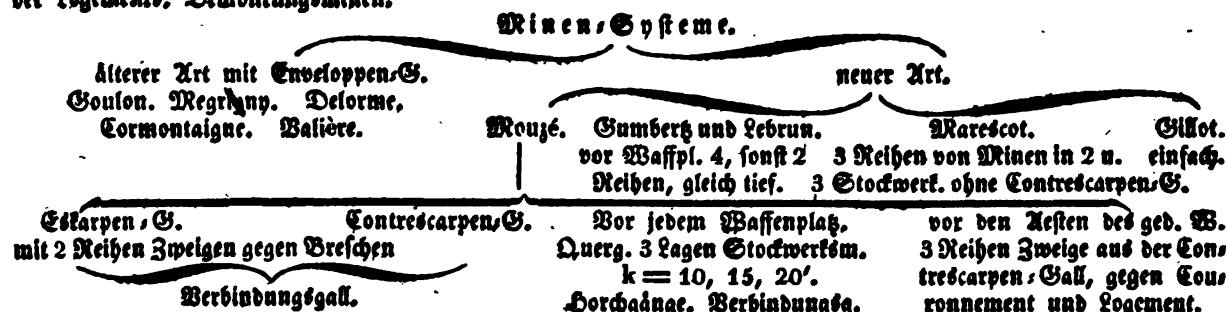 der Logements. Demontirungsminen.
Minen-Systeme.
älterer Art mit Enveloppen-G.
Goulon. Megrigny. Delorme,
Cormontaigne. Valière.
neuer Art.
Mouzé. Gumbertz und Lebrun. Marescot. Gillot.
vor Waffpl. 4, sonst 2 3 Reihen von Minen in 2 u. einfach.
Reihen, gleich tief. 3 Stockwerk. ohne Contrescarpen-G.
Eskarpen-G. Contrescarpen-G. Vor jedem Waffenplatz. vor den Aesten des ged. W.
mit 2 Reihen Zweigen gegen Breschen Querg. 3 Lagen Stockwerksm. 3 Reihen Zweige aus der Con-
k = 10, 15, 20'. trescarpen-Gall, gegen Cou-
Verbindungsgall. Horchgänge. Verbindungsg. ronnement und Logement.